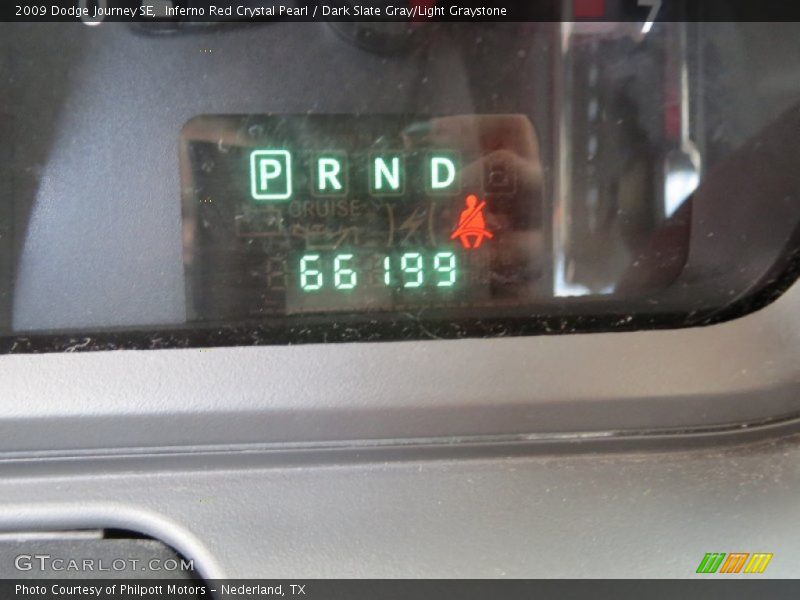 2009 Dodge Journey SE, Inferno Red Crystal Pearl / Dark Slate Gray/Light Graystone
7
P R N D
CRUISE
66199
GTCARLOT.COM
Photo Courtesy of Philpott Motors - Nederland, TX